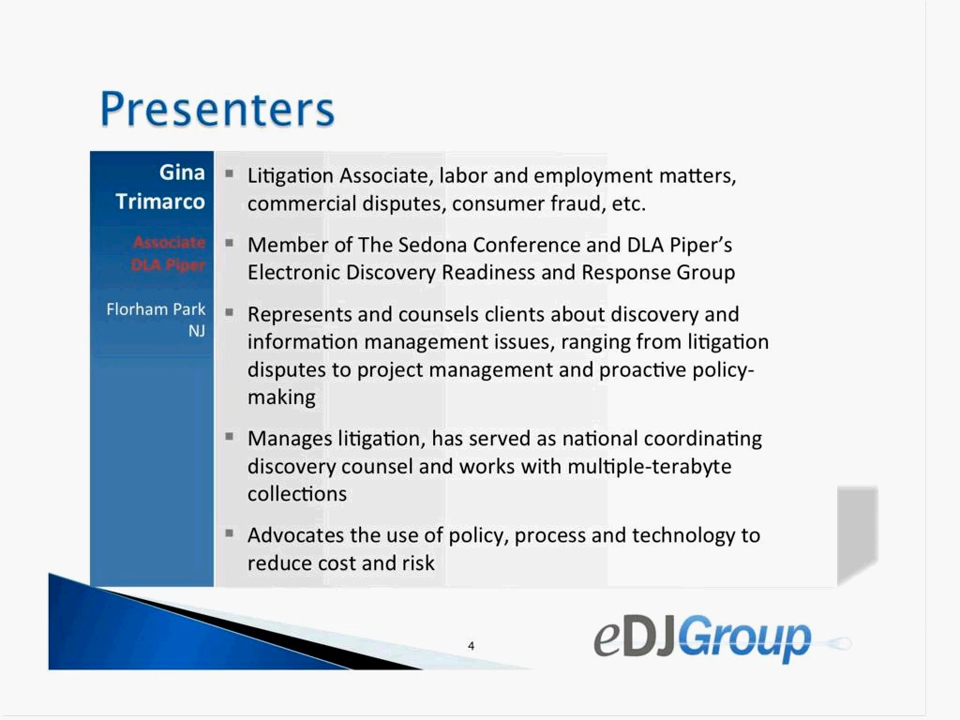 Presenters
Gina
Trimarco
Associate
DLA Piper
Florham Park
NJ
▪ Litigation Associate, labor and employment matters,
commercial disputes, consumer fraud, etc.
▪ Member of The Sedona Conference and DLA Piper’s
Electronic Discovery Readiness and Response Group
▪ Represents and counsels clients about discovery and
information management issues, ranging from litigation
disputes to project management and proactive policy-
making
▪ Manages litigation, has served as national coordinating
discovery counsel and works with multiple-terabyte
collections
▪ Advocates the use of policy, process and technology to
reduce cost and risk
4
eDJGroup